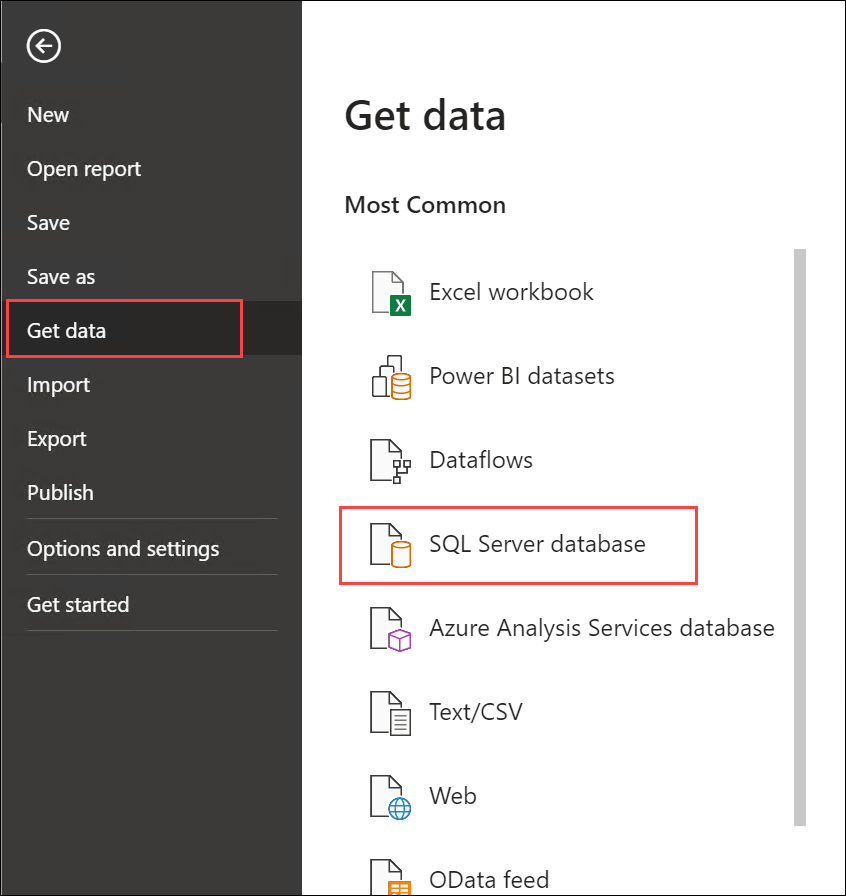 New
Open report
Save
Save as
Get data
Import
Export
Publish
Options and settings
Get started
Get data
Most Common
Excel workbook
X
Power BI datasets
Dataflows
SQL Server database
Azure Analysis Services database
Text/CSV
Web
OData feed